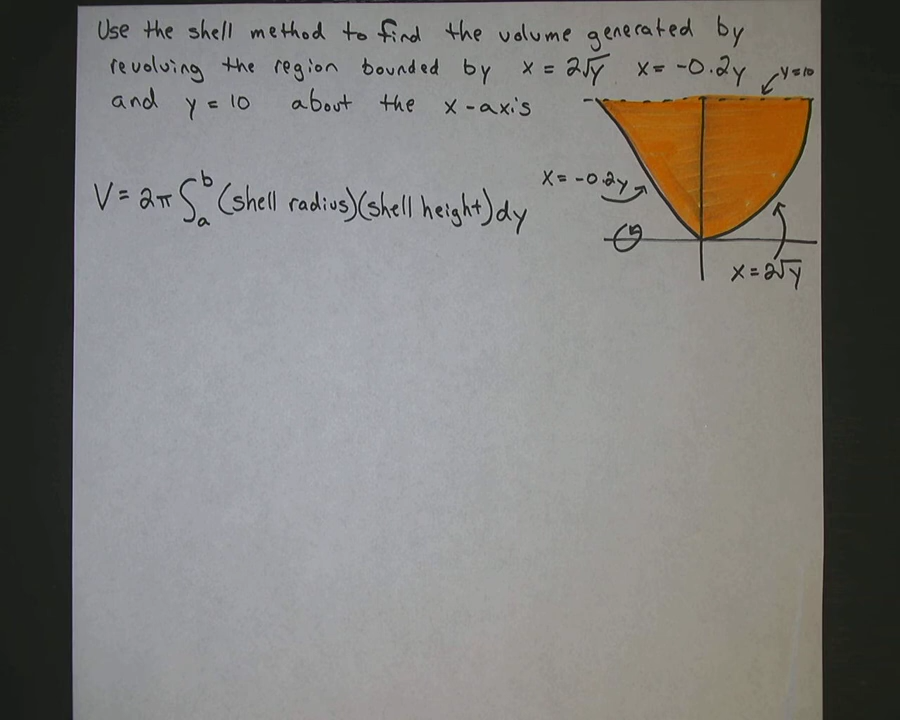 Use the shell method to find the volume generated by
revolving the region bounded by x = 2√y x = -0.2y
and y = 10 about the x-axis
y = 10
x = -0.2y
V = 2π ∫_a^b (shell radius)(shell height)dy
x = 2√y